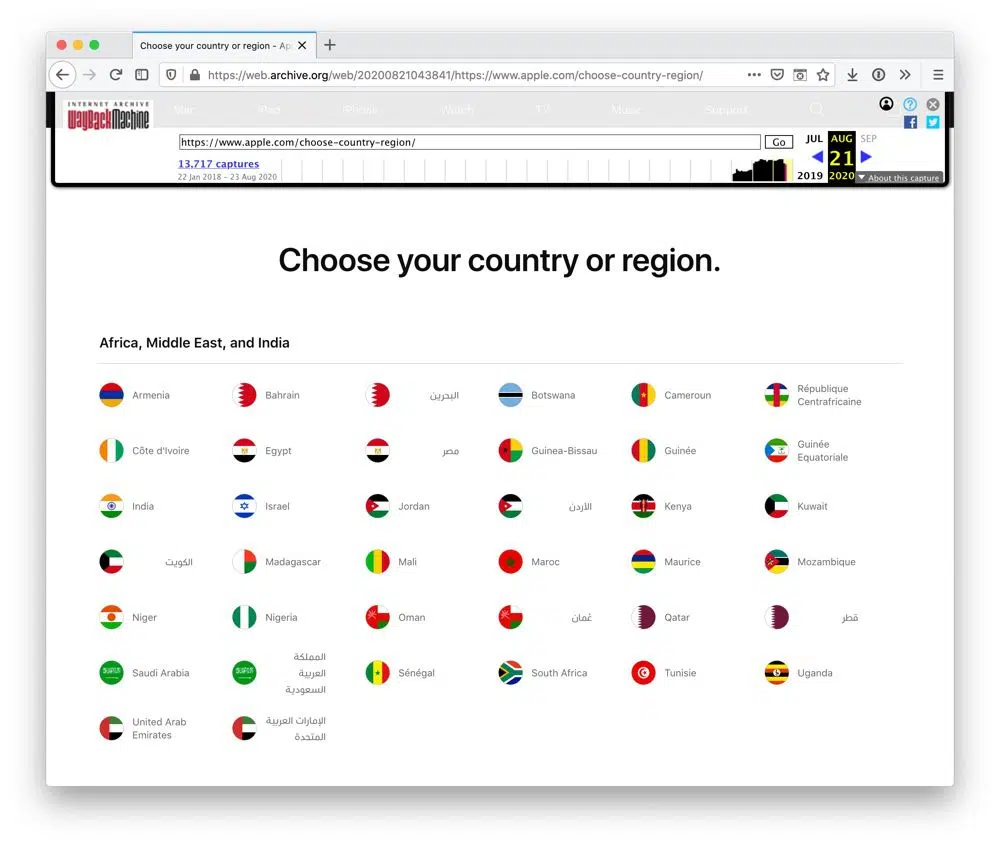 Choose your country or region - Ap
https://web.archive.org/web/20200821043841/https://www.apple.com/choose-country-region/
INTERNET ARCHIVE
WayBackMachine
Star iPad iPhone Watch TV Music Support
https://www.apple.com/choose-country-region/
Go
JUL AUG SEP
13,717 captures
21
22 Jan 2018 - 23 Aug 2020
2019 2020
About this capture
Choose your country or region.
Africa, Middle East, and India
Armenia
Bahrain
البحرين
Botswana
Cameroun
République
Centrafricaine
Côte d'Ivoire
Egypt
مصر
Guinea-Bissau
Guinée
Guinée
Equatoriale
India
Israel
Jordan
الأردن
Kenya
Kuwait
الكويت
Madagascar
Mali
Maroc
Maurice
Mozambique
Niger
Nigeria
Oman
عُمان
Qatar
قطر
Saudi Arabia
المملكة
العربية
السعودية
Sénégal
South Africa
Tunisie
Uganda
United Arab
Emirates
الإمارات العربية
المتحدة